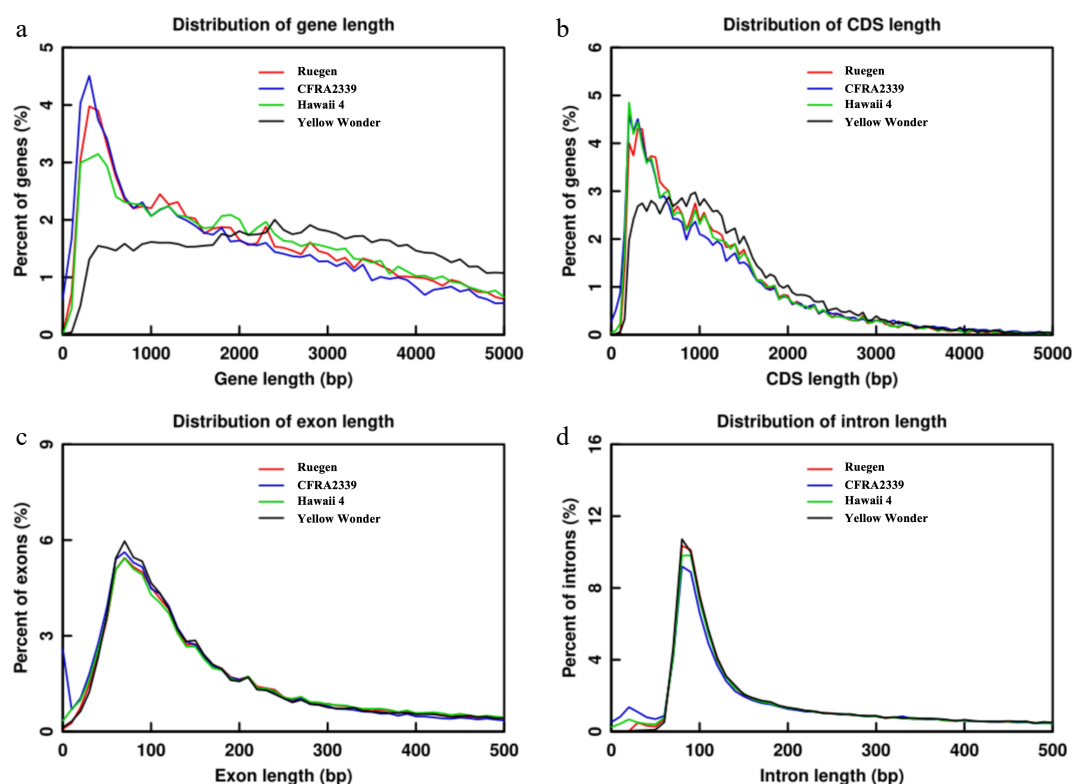 a
Distribution of gene length
5
4
3
2
1
0
Percent of genes (%)
Ruegen
CFRA2339
Hawaii 4
Yellow Wonder
0 1000 2000 3000 4000 5000
Gene length (bp)
b
Distribution of CDS length
6
5
4
3
2
1
0
Percent of genes (%)
Ruegen
CFRA2339
Hawaii 4
Yellow Wonder
0 1000 2000 3000 4000 5000
CDS length (bp)
c
Distribution of exon length
9
6
3
0
Percent of exons (%)
Ruegen
CFRA2339
Hawaii 4
Yellow Wonder
0 100 200 300 400 500
Exon length (bp)
d
Distribution of intron length
16
12
8
4
0
Percent of introns (%)
Ruegen
CFRA2339
Hawaii 4
Yellow Wonder
0 100 200 300 400 500
Intron length (bp)